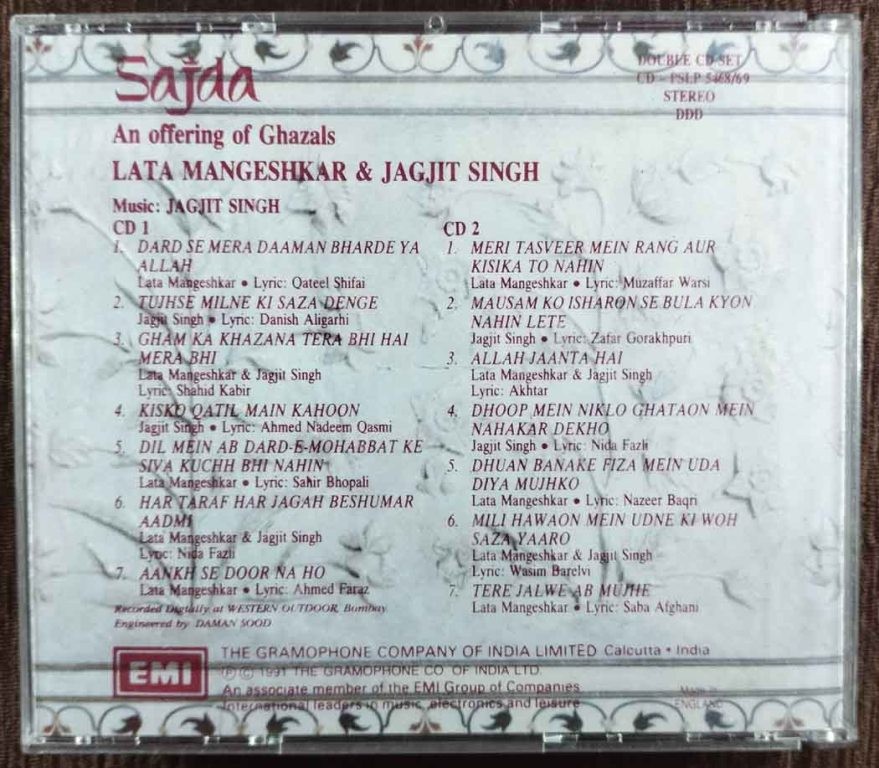 Sajda
DOUBLE CD SET
CD - PSLP 5468/69
STEREO
DDD
An offering of Ghazals
LATA MANGESHKAR & JAGJIT SINGH
Music: JAGJIT SINGH
CD 1
1. DARD SE MERA DAAMAN BHARDE YA
ALLAH
Lata Mangeshkar • Lyric: Qateel Shifai
2. TUJHSE MILNE KI SAZA DENGE
Jagjit Singh • Lyric: Danish Aligarhi
3. GHAM KA KHAZANA TERA BHI HAI
MERA BHI
Lata Mangeshkar & Jagjit Singh
Lyric: Shahid Kabir
4. KISKO QATIL MAIN KAHOON
Jagjit Singh • Lyric: Ahmed Nadeem Qasmi
5. DIL MEIN AB DARD-E-MOHABBAT KE
SIVA KUCHH BHI NAHIN
Lata Mangeshkar • Lyric: Sahir Bhopali
6. HAR TARAF HAR JAGAH BESHUMAR
AADMI
Lata Mangeshkar & Jagjit Singh
Lyric: Nida Fazli
7. AANKH SE DOOR NA HO
Lata Mangeshkar • Lyric: Ahmed Faraz
Recorded Digitally at WESTERN OUTDOOR, Bombay
Engineered by DAMAN SOOD
CD 2
1. MERI TASVEER MEIN RANG AUR
KISIKA TO NAHIN
Lata Mangeshkar • Lyric: Muzaffar Warsi
2. MAUSAM KO ISHARON SE BULA KYON
NAHIN LETE
Jagjit Singh • Lyric: Zafar Gorakhpuri
3. ALLAH JAANTA HAI
Lata Mangeshkar & Jagjit Singh
Lyric: Akhtar
4. DHOOP MEIN NIKLO GHATAON MEIN
NAHAKAR DEKHO
Jagjit Singh • Lyric: Nida Fazli
5. DHUAN BANAKE FIZA MEIN UDA
DIYA MUJHKO
Lata Mangeshkar • Lyric: Nazeer Baqri
6. MILI HAWAON MEIN UDNE KI WOH
SAZA YAARO
Lata Mangeshkar & Jagjit Singh
Lyric: Wasim Barelvi
7. TERE JALWE AB MUJHE
Lata Mangeshkar • Lyric: Saba Afghani
EMI
THE GRAMOPHONE COMPANY OF INDIA LIMITED Calcutta • India
℗ © 1991 THE GRAMOPHONE CO. OF INDIA LTD.
An associate member of the EMI Group of Companies
International leaders in music, electronics and leisure
MADE IN
ENGLAND